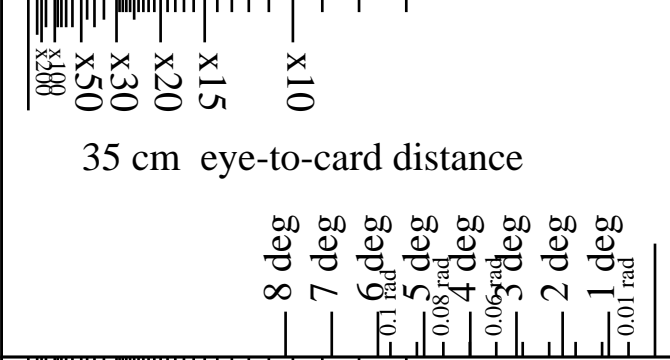 x200 x100 x50 x30 x20 x15 x10
35 cm eye-to-card distance
8 deg 7 deg 6 deg 5 deg 4 deg 3 deg 2 deg 1 deg
0.1 rad 0.08 rad 0.06 rad 0.01 rad